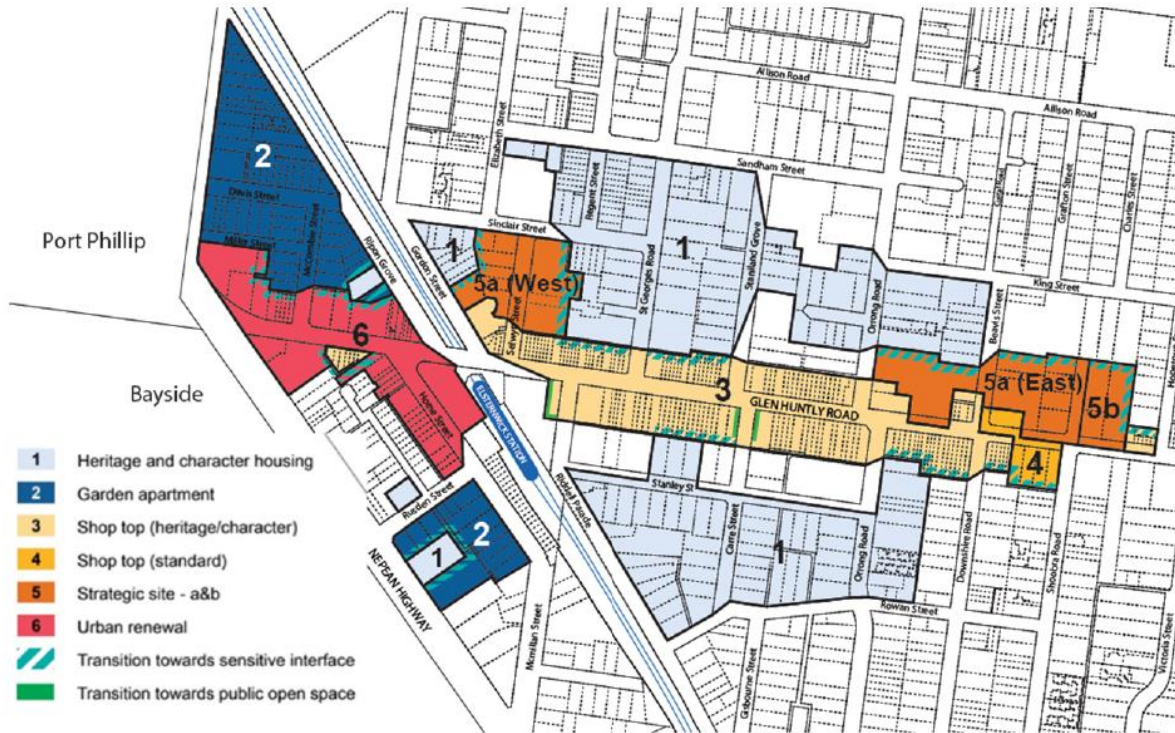 Allison Road
Allison Road
Elizabeth Street
Sandham Street
2
Regent Street
Grafton Street
Charles Street
Davis Street
Sinclair Street
Port Phillip
McCombie Street
Ripon Grove
Gordon Street
1
1
St Georges Road
Staniland Grove
5a (West)
King Street
Orrong Road
Beavis Street
Selwyn Street
6
3
5a (East)
5b
Bayside
GLEN HUNTLY ROAD
Horne Street
ELSTERNWICK STATION
4
Stanley St
Riddell Parade
Rusden Street
2
1
Carre Street
1
Orrong Road
Downshire Road
Shoobra Road
NEPEAN HIGHWAY
Rowan Street
Mcmillan Street
Gisbourne Street
Victoria Street
1 Heritage and character housing
2 Garden apartment
3 Shop top (heritage/character)
4 Shop top (standard)
5 Strategic site - a&b
6 Urban renewal
Transition towards sensitive interface
Transition towards public open space